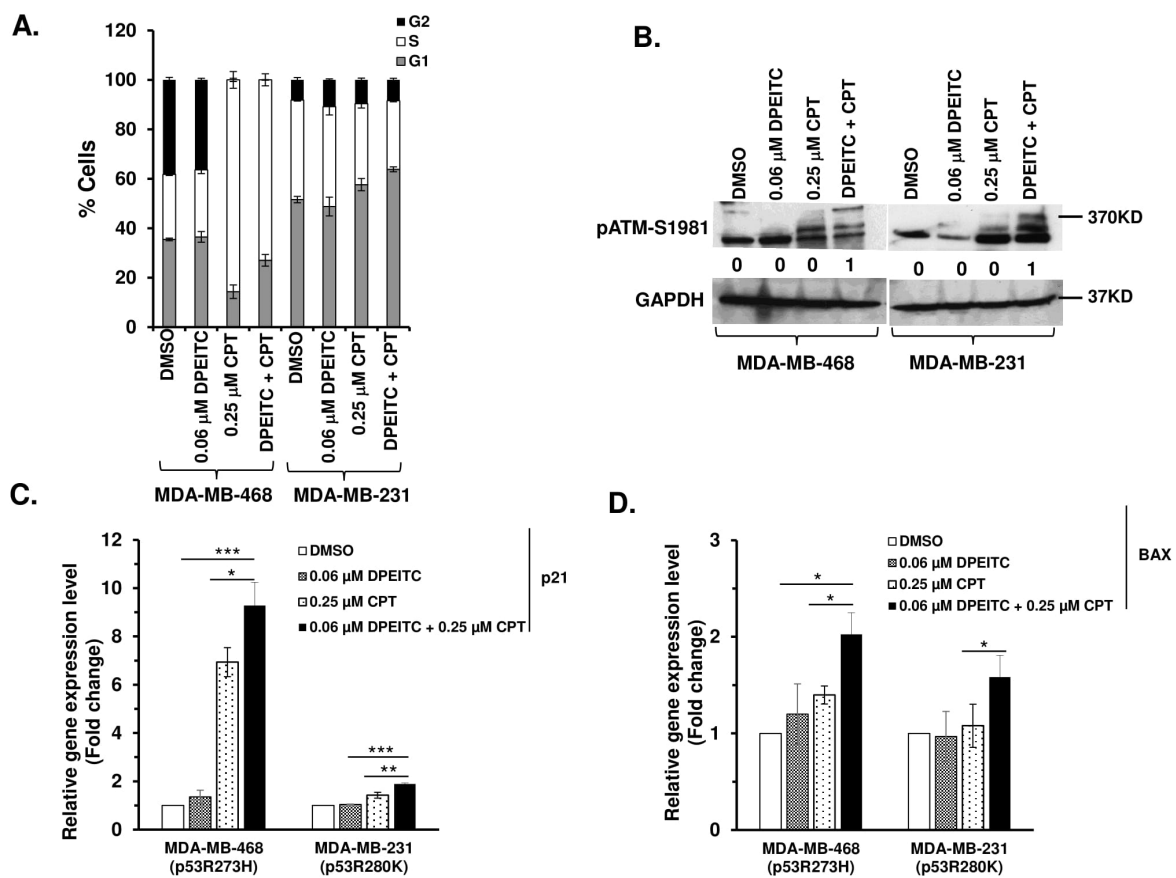 A.
G2
S
G1
120
100
80
60
40
20
0
% Cells
DMSO
0.06 µM DPEITC
0.25 µM CPT
DPEITC + CPT
DMSO
0.06 µM DPEITC
0.25 µM CPT
DPEITC + CPT
MDA-MB-468
MDA-MB-231
B.
DMSO
0.06 µM DPEITC
0.25 µM CPT
DPEITC + CPT
DMSO
0.06 µM DPEITC
0.25 µM CPT
DPEITC + CPT
pATM-S1981
370KD
0 0 0 1 0 0 0 1
GAPDH
37KD
MDA-MB-468
MDA-MB-231
C.
Relative gene expression level
(Fold change)
12
10
8
6
4
2
0
***
*
***
**
DMSO
0.06 µM DPEITC
0.25 µM CPT
0.06 µM DPEITC + 0.25 µM CPT
p21
MDA-MB-468
(p53R273H)
MDA-MB-231
(p53R280K)
D.
Relative gene expression level
(Fold change)
3
2
1
0
*
*
*
DMSO
0.06 µM DPEITC
0.25 µM CPT
0.06 µM DPEITC + 0.25 µM CPT
BAX
MDA-MB-468
(p53R273H)
MDA-MB-231
(p53R280K)